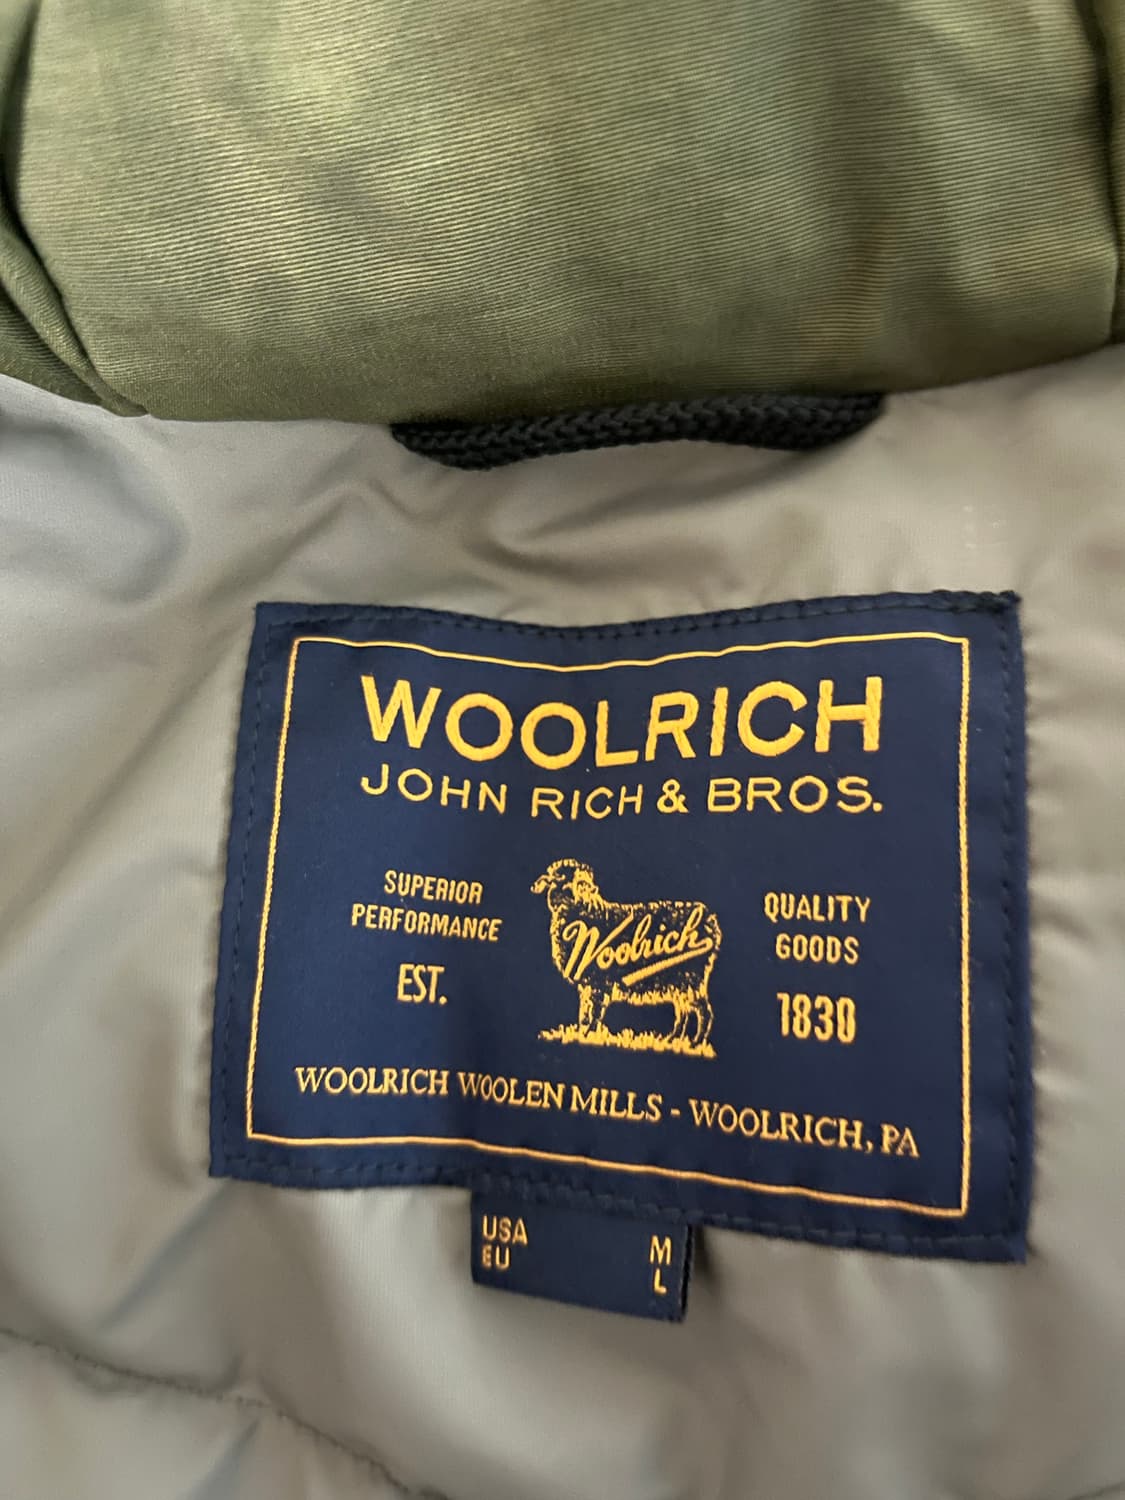 WOOLRICH
JOHN RICH & BROS.
SUPERIOR
PERFORMANCE
EST.
Woolrich
QUALITY
GOODS
1830
WOOLRICH WOOLEN MILLS - WOOLRICH, PA
USA M
EU L